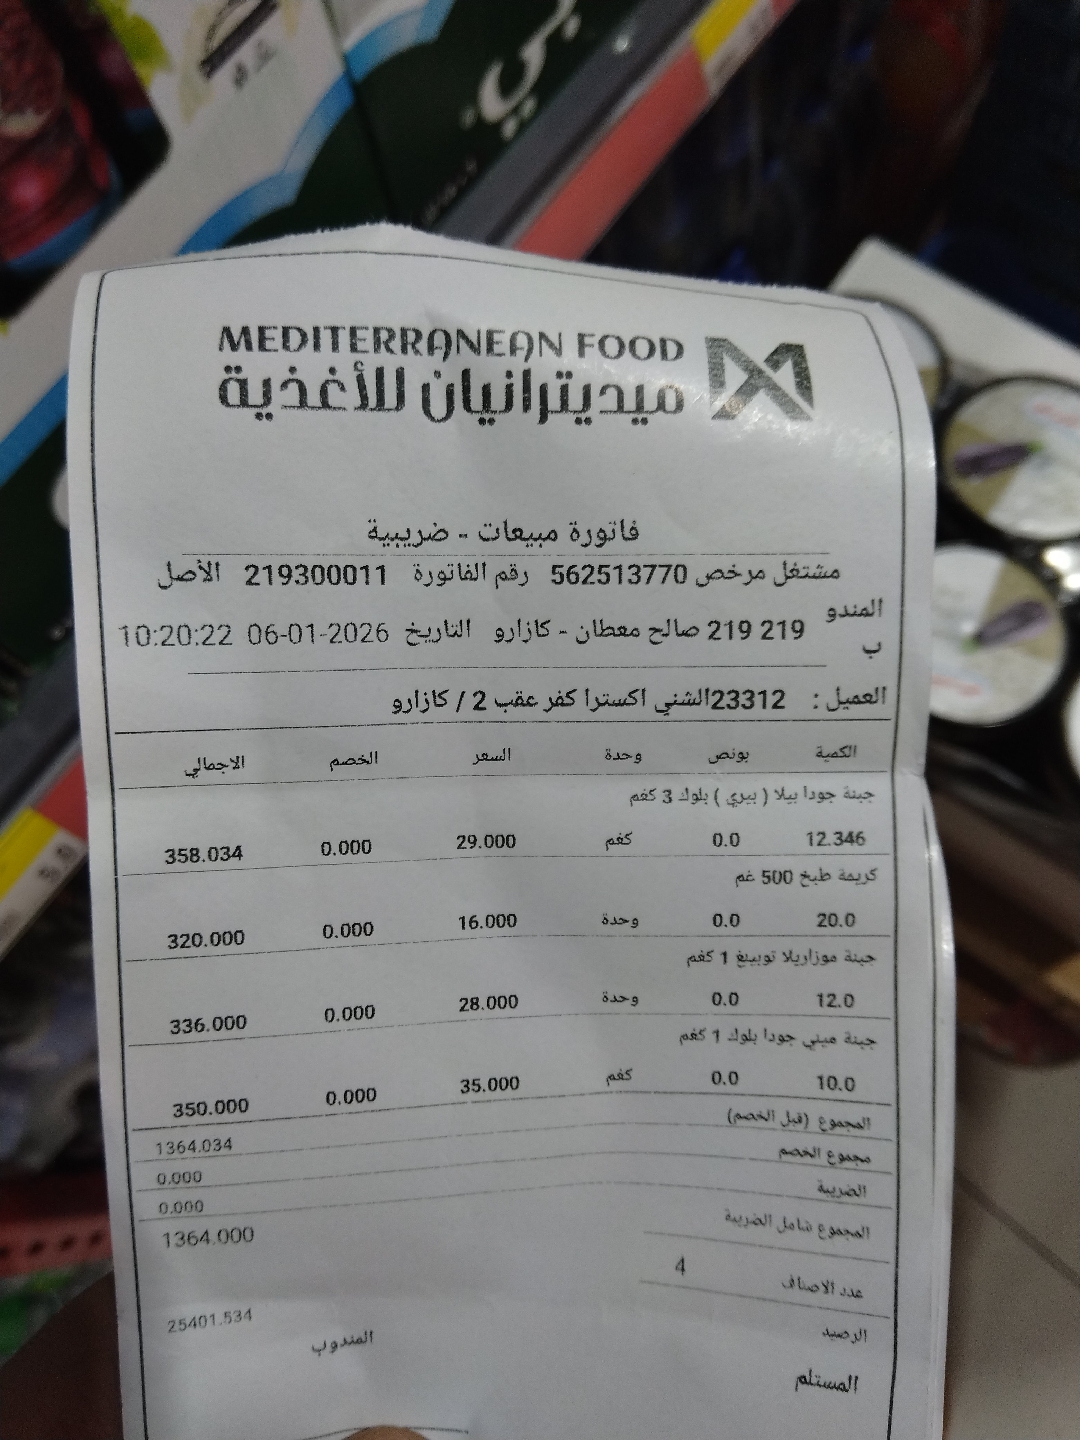 بي
MEDITERRANEAN FOOD
ميديترانيان للأغذية
فاتورة مبيعات - ضريبية
مشتغل مرخص 562513770 رقم الفاتورة 219300011 الأصل
المندوب 219 219 صالح معطان - كازارو التاريخ 06-01-2026 10:20:22
العميل : 23312الشني اكسترا كفر عقب 2 / كازارو
الكمية بونص وحدة السعر الخصم الاجمالي
جبنة جودا بيلا ( بيري ) بلوك 3 كغم
12.346 0.0 كغم 29.000 0.000 358.034
كريمة طبخ 500 غم
20.0 0.0 وحدة 16.000 0.000 320.000
جبنة موزاريلا توبينغ 1 كغم
12.0 0.0 وحدة 28.000 0.000 336.000
جبنة ميني جودا بلوك 1 كغم
10.0 0.0 كغم 35.000 0.000 350.000
المجموع (قبل الخصم) 1364.034
مجموع الخصم 0.000
الضريبة 0.000
المجموع شامل الضريبة 1364.000
عدد الاصناف 4
الرصيد 25401.534
المستلم المندوب